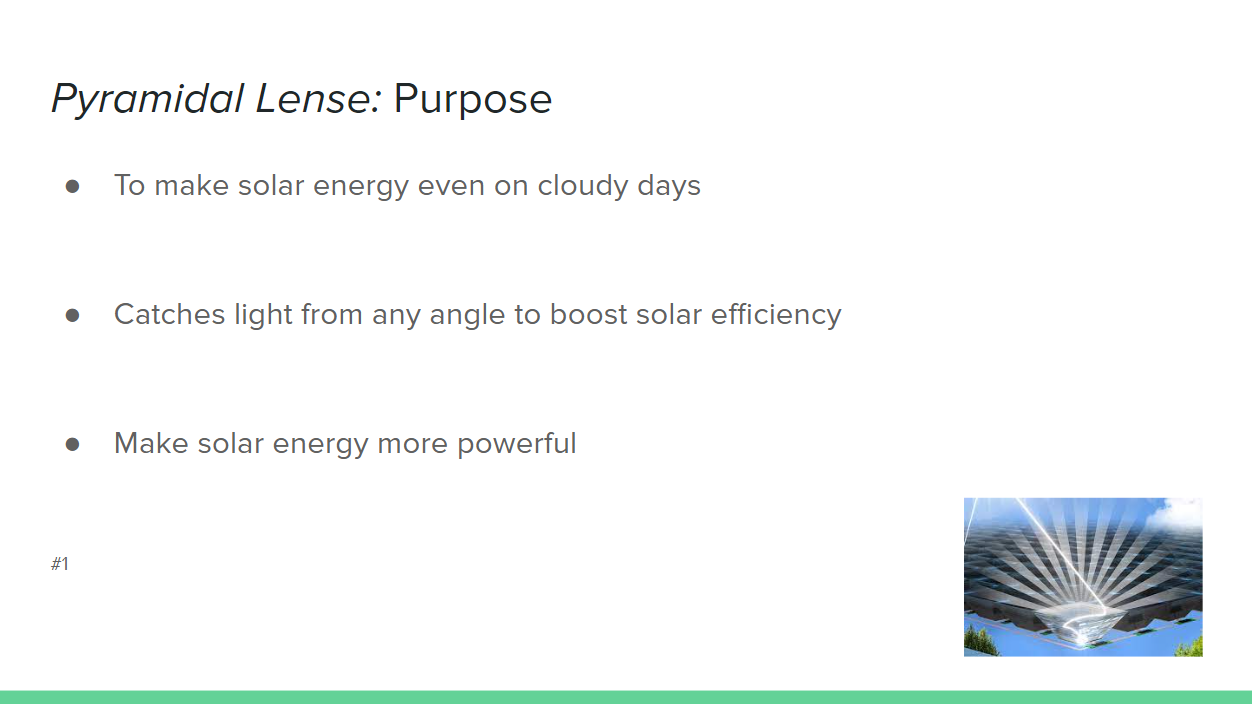 Pyramidal Lense: Purpose
● To make solar energy even on cloudy days
● Catches light from any angle to boost solar efficiency
● Make solar energy more powerful
#1